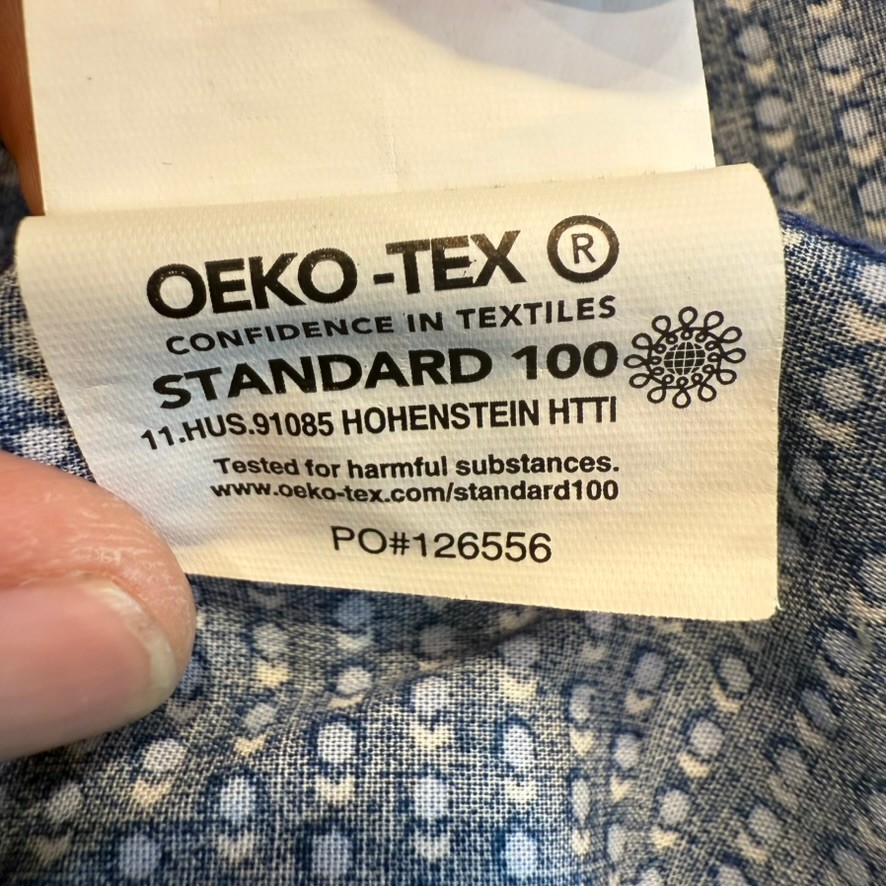 OEKO -TEX ®
CONFIDENCE IN TEXTILES
STANDARD 100
11.HUS.91085 HOHENSTEIN HTTI
Tested for harmful substances.
www.oeko-tex.com/standard100
PO#126556